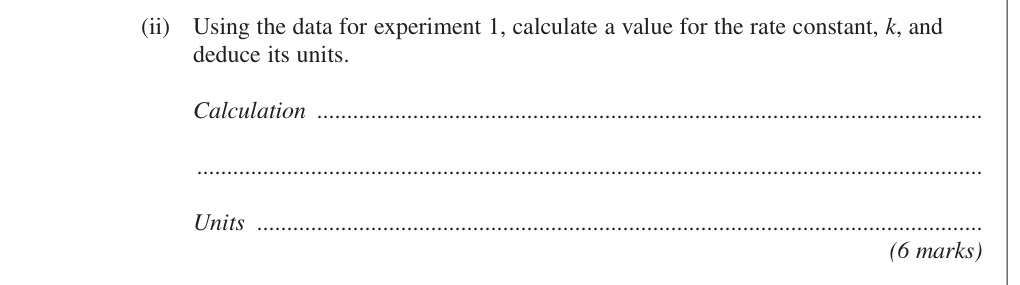 (ii) Using the data for experiment 1, calculate a value for the rate constant, k, and
deduce its units.
Calculation ................................................................................................................
....................................................................................................................................
Units ..........................................................................................................................
(6 marks)